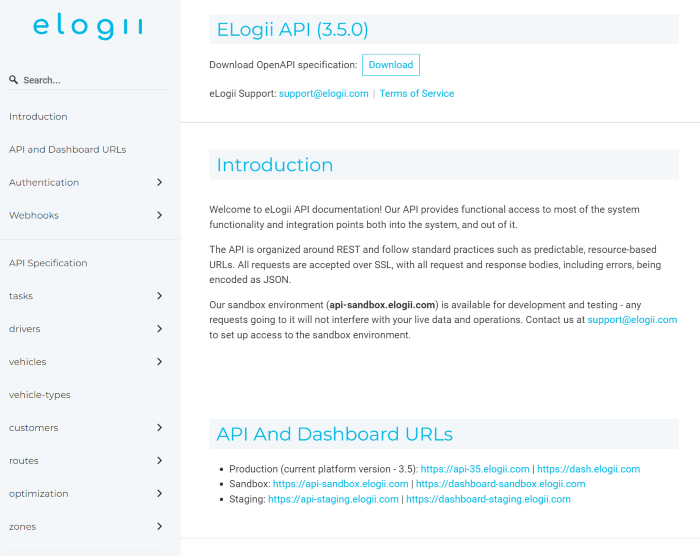 elogii
Search...
Introduction
API and Dashboard URLs
Authentication
Webhooks
API Specification
tasks
drivers
vehicles
vehicle-types
customers
routes
optimization
zones
ELogii API (3.5.0)
Download OpenAPI specification: Download
eLogii Support: support@elogii.com | Terms of Service
Introduction
Welcome to eLogii API documentation! Our API provides functional access to most of the system
functionality and integration points both into the system, and out of it.
The API is organized around REST and follow standard practices such as predictable, resource-based
URLs. All requests are accepted over SSL, with all request and response bodies, including errors, being
encoded as JSON.
Our sandbox environment (api-sandbox.elogii.com) is available for development and testing - any
requests going to it will not interfere with your live data and operations. Contact us at support@elogii.com
to set up access to the sandbox environment.
API And Dashboard URLs
• Production (current platform version - 3.5): https://api-35.elogii.com | https://dash.elogii.com
• Sandbox: https://api-sandbox.elogii.com | https://dashboard-sandbox.elogii.com
• Staging: https://api-staging.elogii.com | https://dashboard-staging.elogii.com